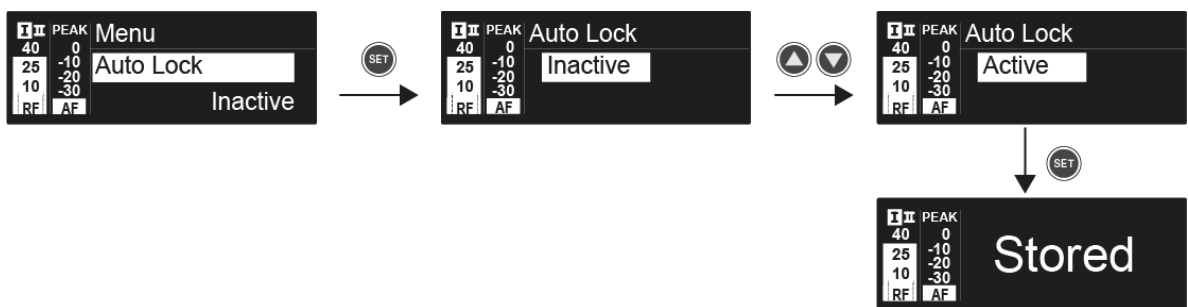 I II PEAK Menu
40 0
25 -10 Auto Lock
-20
10 -30
RF AF Inactive
SET
I II PEAK Auto Lock
40 0
25 -10 Inactive
-20
10 -30
RF AF
I II PEAK Auto Lock
40 0
25 -10 Active
-20
10 -30
RF AF
SET
I II PEAK
40 0
25 -10 Stored
-20
10 -30
RF AF